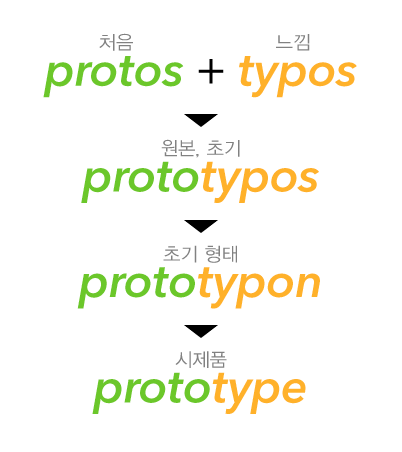 처음 느낌
protos + typos
원본, 초기
prototypos
초기 형태
prototypon
시제품
prototype